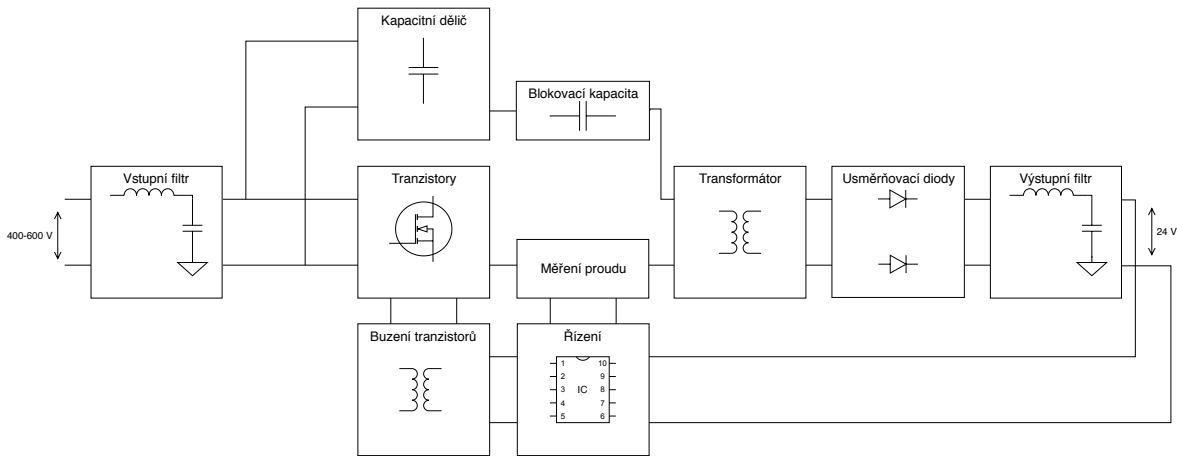 Kapacitní dělič
Blokovací kapacita
Vstupní filtr
Tranzistory
Transformátor
Usměrňovací diody
Výstupní filtr
400-600 V
24 V
Měření proudu
Buzení tranzistorů
Řízení
1 10
2 9
3 IC 8
4 7
5 6